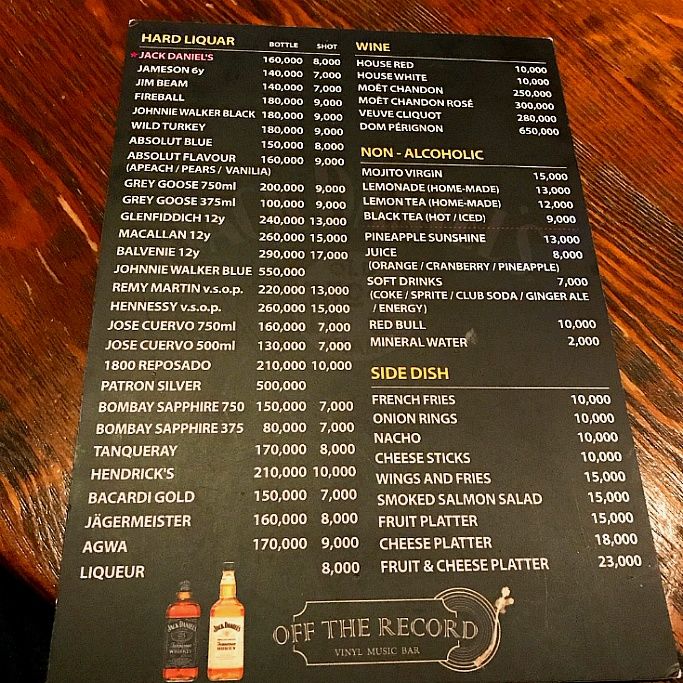 HARD LIQUAR BOTTLE SHOT
* JACK DANIEL'S 160,000 8,000
JAMESON 6y 140,000 7,000
JIM BEAM 140,000 7,000
FIREBALL 180,000 9,000
JOHNNIE WALKER BLACK 180,000 9,000
WILD TURKEY 180,000 9,000
ABSOLUT BLUE 150,000 8,000
ABSOLUT FLAVOUR 160,000 9,000
(APEACH / PEARS / VANILIA)
GREY GOOSE 750ml 200,000 9,000
GREY GOOSE 375ml 100,000 9,000
GLENFIDDICH 12y 240,000 13,000
MACALLAN 12y 260,000 15,000
BALVENIE 12y 290,000 17,000
JOHNNIE WALKER BLUE 550,000
REMY MARTIN v.s.o.p. 220,000 13,000
HENNESSY v.s.o.p. 260,000 15,000
JOSE CUERVO 750ml 160,000 7,000
JOSE CUERVO 500ml 130,000 7,000
1800 REPOSADO 210,000 10,000
PATRON SILVER 500,000
BOMBAY SAPPHIRE 750 150,000 7,000
BOMBAY SAPPHIRE 375 80,000 7,000
TANQUERAY 170,000 8,000
HENDRICK'S 210,000 10,000
BACARDI GOLD 150,000 7,000
JÄGERMEISTER 160,000 8,000
AGWA 170,000 9,000
LIQUEUR 8,000
WINE
HOUSE RED 10,000
HOUSE WHITE 10,000
MOËT CHANDON 250,000
MOËT CHANDON ROSÉ 300,000
VEUVE CLIQUOT 280,000
DOM PÉRIGNON 650,000
NON - ALCOHOLIC
MOJITO VIRGIN 15,000
LEMONADE (HOME-MADE) 13,000
LEMON TEA (HOME-MADE) 12,000
BLACK TEA (HOT / ICED) 9,000
PINEAPPLE SUNSHINE 13,000
JUICE 8,000
(ORANGE / CRANBERRY / PINEAPPLE)
SOFT DRINKS 7,000
(COKE / SPRITE / CLUB SODA / GINGER ALE
/ ENERGY)
RED BULL 10,000
MINERAL WATER 2,000
SIDE DISH
FRENCH FRIES 10,000
ONION RINGS 10,000
NACHO 10,000
CHEESE STICKS 10,000
WINGS AND FRIES 15,000
SMOKED SALMON SALAD 15,000
FRUIT PLATTER 15,000
CHEESE PLATTER 18,000
FRUIT & CHEESE PLATTER 23,000
JACK DANIEL'S
JACK DANIEL'S
OFF THE RECORD
VINYL MUSIC BAR